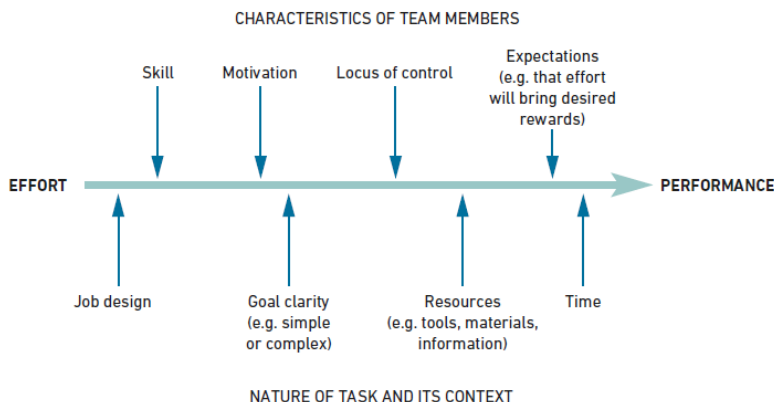 CHARACTERISTICS OF TEAM MEMBERS
Skill
Motivation
Locus of control
Expectations
(e.g. that effort
will bring desired
rewards)
EFFORT
PERFORMANCE
Job design
Goal clarity
(e.g. simple
or complex)
Resources
(e.g. tools, materials,
information)
Time
NATURE OF TASK AND ITS CONTEXT